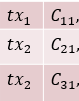 tx₁ C₁₁,
tx₂ C₂₁,
tx₂ C₃₁,